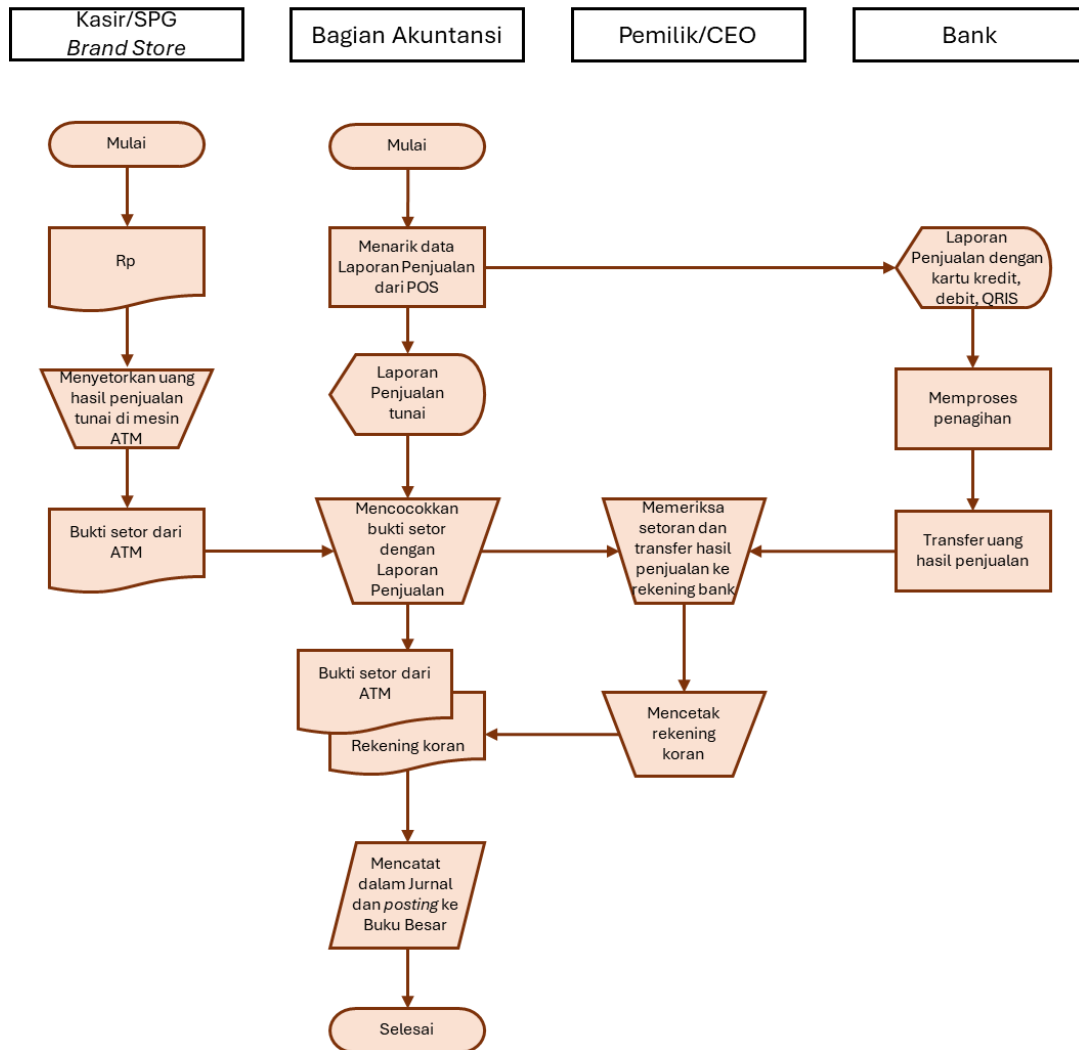 Kasir/SPG
Brand Store
Bagian Akuntansi
Pemilik/CEO
Bank
Mulai
Mulai
Rp
Menarik data
Laporan Penjualan
dari POS
Laporan
Penjualan dengan
kartu kredit,
debit, QRIS
Menyetorkan uang
hasil penjualan
tunai di mesin
ATM
Laporan
Penjualan
tunai
Memproses
penagihan
Bukti setor dari
ATM
Mencocokkan
bukti setor
dengan
Laporan
Penjualan
Memeriksa
setoran dan
transfer hasil
penjualan ke
rekening bank
Transfer uang
hasil penjualan
Bukti setor dari
ATM
Rekening koran
Mencetak
rekening
koran
Mencatat
dalam Jurnal
dan posting ke
Buku Besar
Selesai